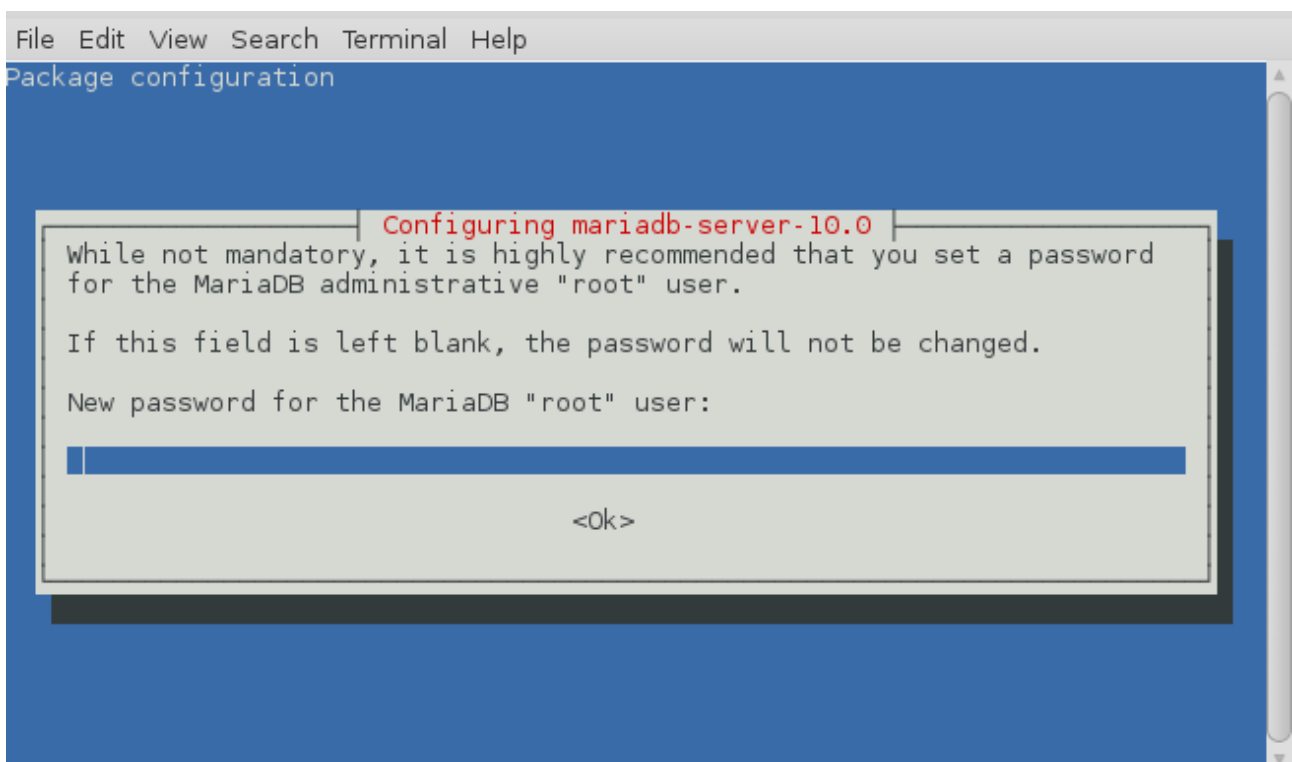 File Edit View Search Terminal Help
Package configuration
Configuring mariadb-server-10.0
While not mandatory, it is highly recommended that you set a password
for the MariaDB administrative "root" user.
If this field is left blank, the password will not be changed.
New password for the MariaDB "root" user:
<Ok>